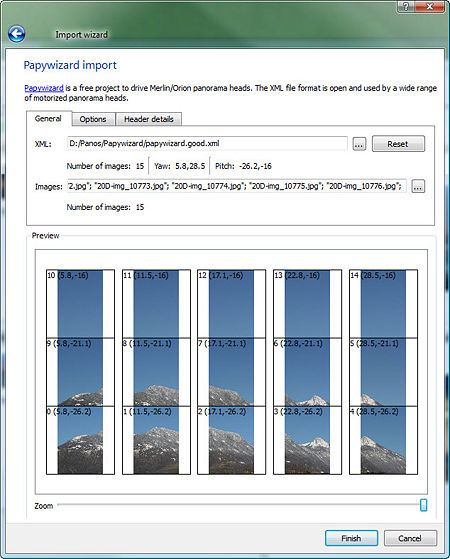 Import wizard
Papywizard import
Papywizard is a free project to drive Merlin/Orion panorama heads. The XML file format is open and used by a wide range
of motorized panorama heads.
General Options Header details
XML: D:/Panos/Papywizard/papywizard.good.xml ... Reset
Number of images: 15 Yaw: 5.8,28.5 Pitch: -26.2,-16
Images: 2.jpg"; "20D-img_10773.jpg"; "20D-img_10774.jpg"; "20D-img_10775.jpg"; "20D-img_10776.jpg"; ...
Number of images: 15
Preview
10 (5.8,-16) 11 (11.5,-16) 12 (17.1,-16) 13 (22.8,-16) 14 (28.5,-16)
9 (5.8,-21.1) 8 (11.5,-21.1) 7 (17.1,-21.1) 6 (22.8,-21.1) 5 (28.5,-21.1)
0 (5.8,-26.2) 1 (11.5,-26.2) 2 (17.1,-26.2) 3 (22.8,-26.2) 4 (28.5,-26.2)
Zoom
Finish Cancel